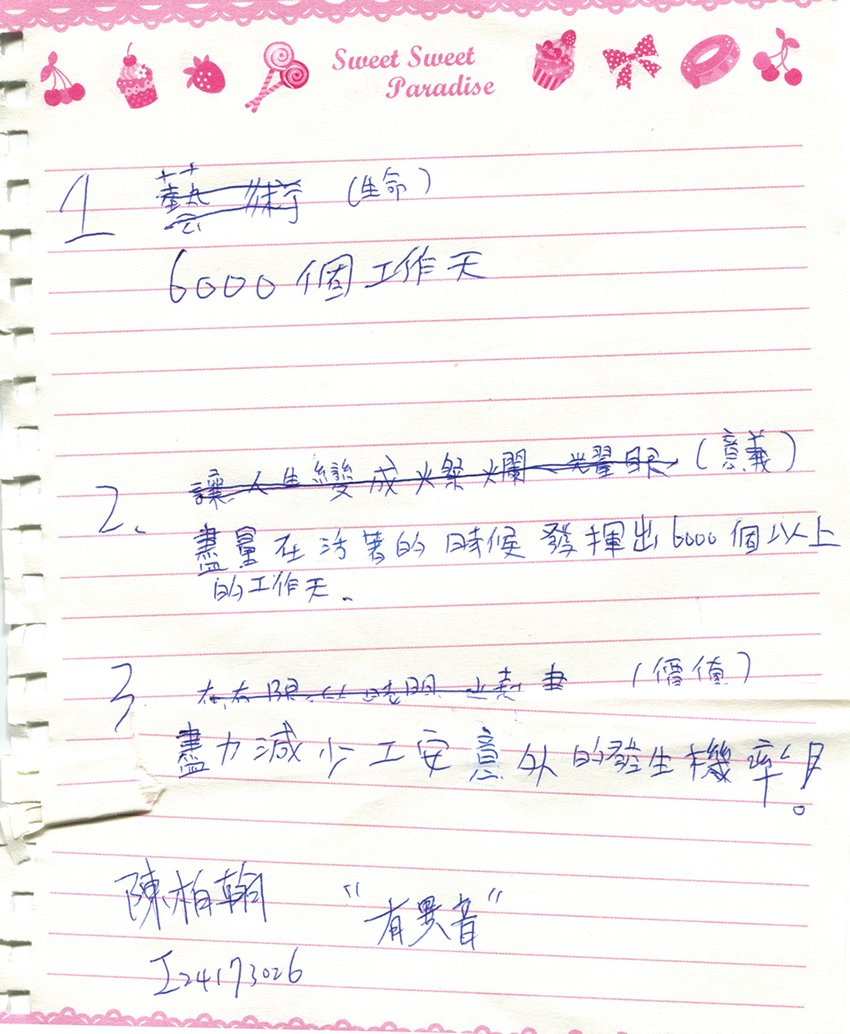 Sweet Sweet
Paradise
1 藝術 (生命)
6000個工作天
2、 讓人生變成燦爛耀眼 (意義)
盡量在活著的時候發揮出6000個以上
的工作天、
3. 在有限的時間 畫 (價值)
盡力減少工安意外的發生機率!
陳柏翰 "有異音"
I24173026